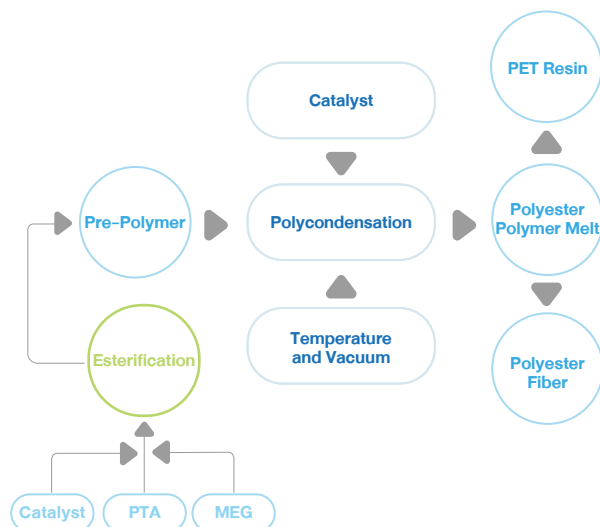 PET Resin
Catalyst
Pre-Polymer
Polycondensation
Polyester
Polymer Melt
Esterification
Temperature
and Vacuum
Polyester
Fiber
Catalyst
PTA
MEG